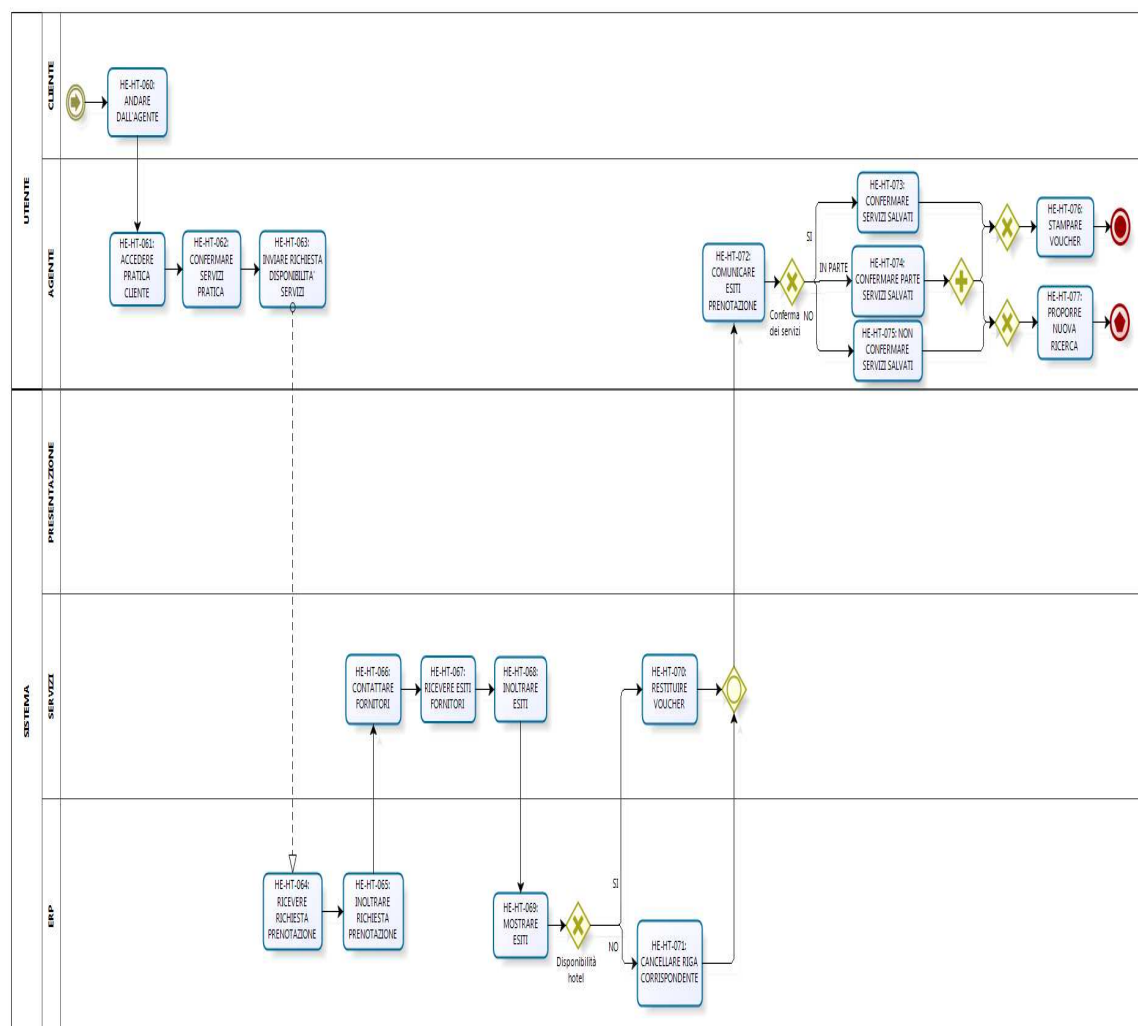 UTENTE
CLIENTE
HE-HT-060:
ANDARE
DALL'AGENTE
AGENTE
HE-HT-061:
ACCEDERE
PRATICA
CLIENTE
HE-HT-062:
CONFERMARE
SERVIZI
PRATICA
HE-HT-063:
INVIARE RICHIESTA
DISPONIBILITA'
SERVIZI
HE-HT-072:
COMUNICARE
ESITI
PRENOTAZIONE
Conferma
dei servizi
SI
IN PARTE
NO
HE-HT-073:
CONFERMARE
SERVIZI SALVATI
HE-HT-074:
CONFERMARE PARTE
SERVIZI SALVATI
HE-HT-075: NON
CONFERMARE
SERVIZI SALVATI
HE-HT-076:
STAMPARE
VOUCHER
HE-HT-077:
PROPORRE
NUOVA
RICERCA
SISTEMA
PRESENTAZIONE
SERVIZI
HE-HT-066:
CONTATTARE
FORNITORI
HE-HT-067:
RICEVERE ESITI
FORNITORI
HE-HT-068:
INOLTRARE
ESITI
HE-HT-070:
RESTITUIRE
VOUCHER
ERP
HE-HT-064:
RICEVERE
RICHIESTA
PRENOTAZIONE
HE-HT-065:
INOLTRARE
RICHIESTA
PRENOTAZIONE
HE-HT-069:
MOSTRARE
ESITI
Disponibilità
hotel
SI
NO
HE-HT-071:
CANCELLARE RIGA
CORRISPONDENTE